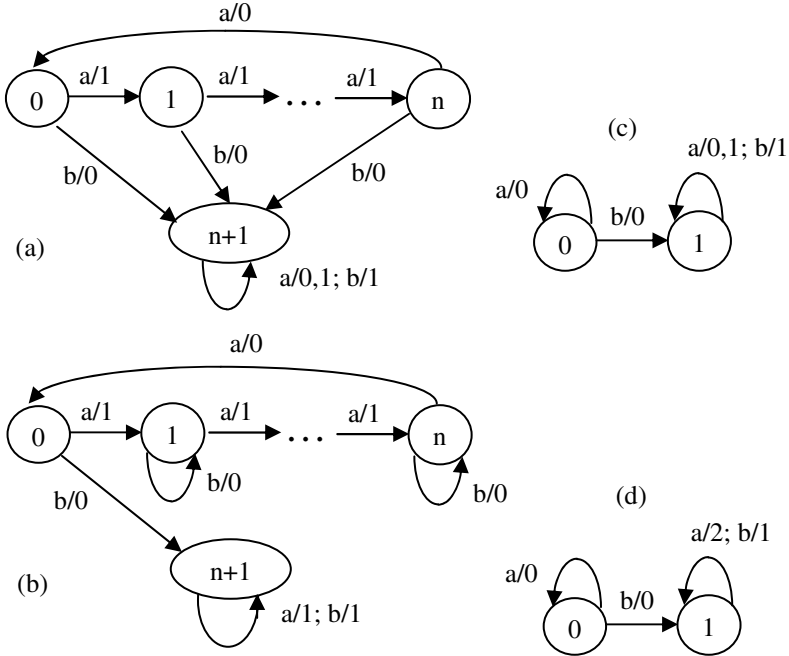 a/0
a/1 a/1 a/1
0 1 ... n
b/0 b/0 b/0
n+1
(a)
a/0,1; b/1
(c)
a/0,1; b/1
a/0
b/0
0 1
a/0
a/1 a/1 a/1
0 1 ... n
b/0 b/0 b/0
n+1
(b)
a/1; b/1
(d)
a/2; b/1
a/0
b/0
0 1